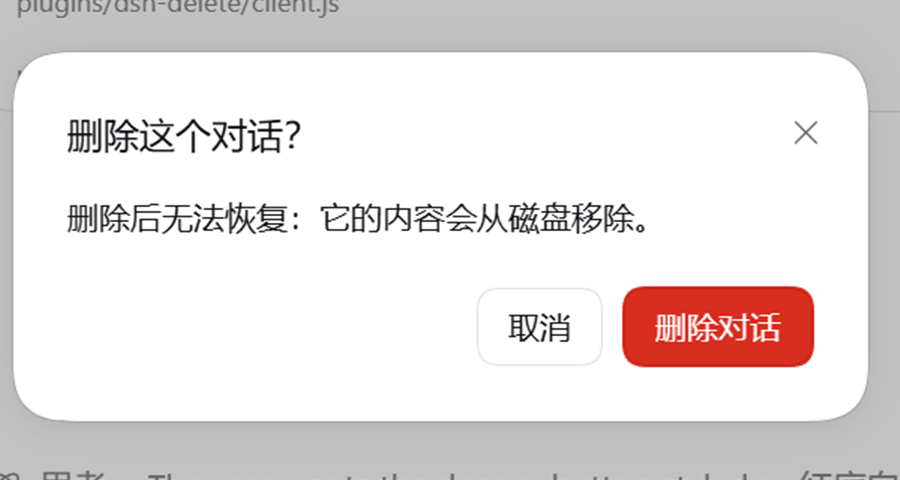 plugins/dsh-delete/client.js
删除这个对话？
删除后无法恢复：它的内容会从磁盘移除。
取消
删除对话